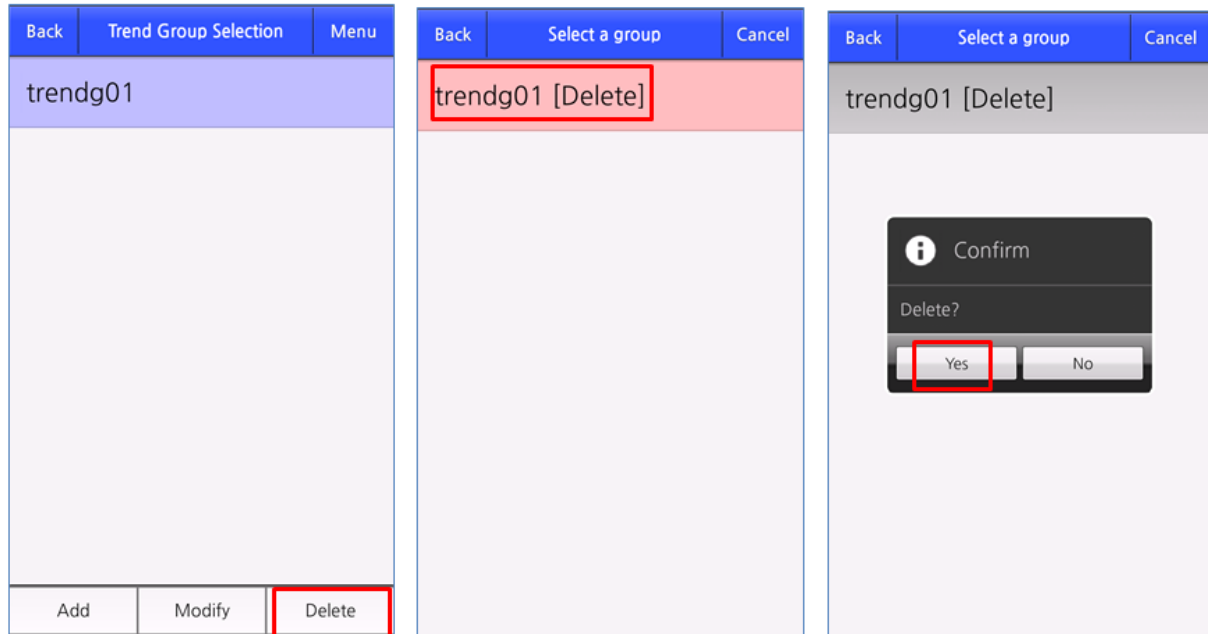 Back Trend Group Selection Menu
trendg01
Add Modify Delete
Back Select a group Cancel
trendg01 [Delete]
Back Select a group Cancel
trendg01 [Delete]
Confirm
Delete?
Yes No